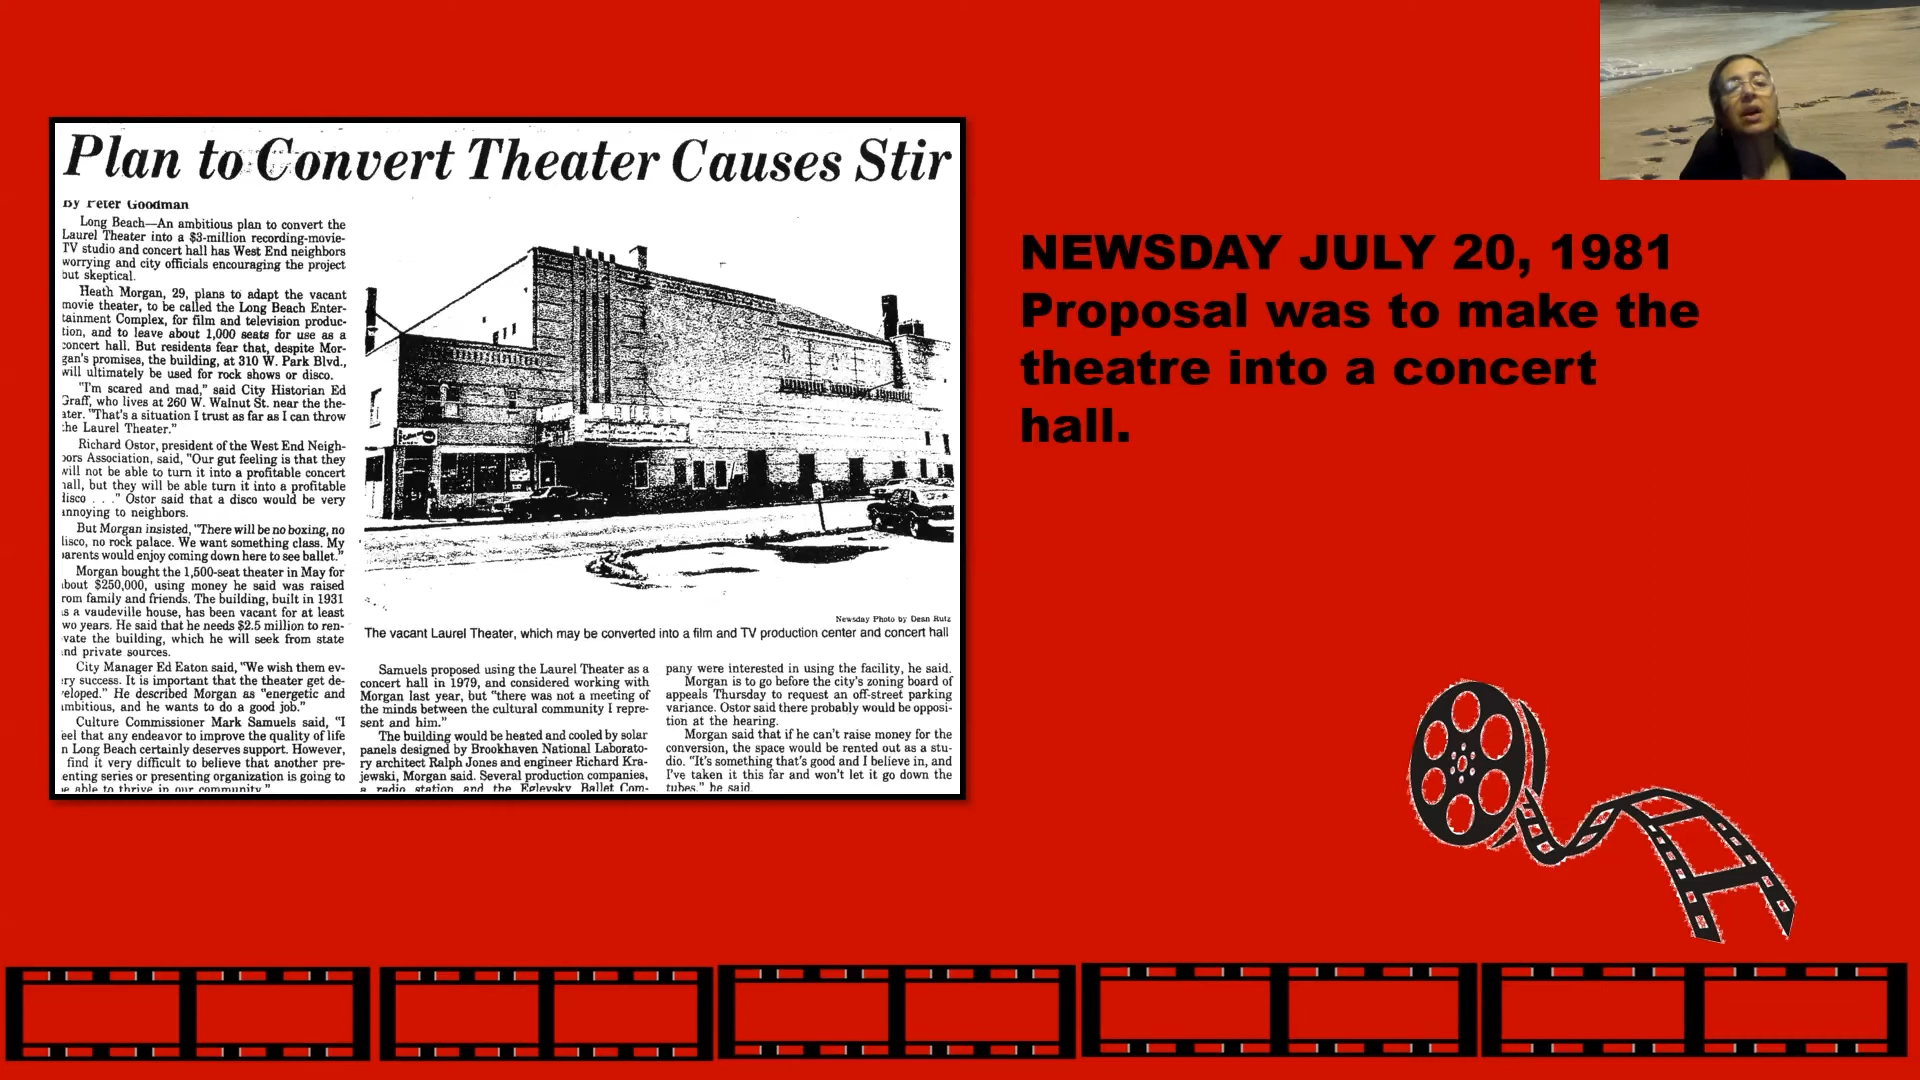 Plan to Convert Theater Causes Stir
By Peter Goodman
Long Beach—An ambitious plan to convert the
Laurel Theater into a $3-million recording-movie-
TV studio and concert hall has West End neighbors
worrying and city officials encouraging the project
but skeptical.
Heath Morgan, 29, plans to adapt the vacant
movie theater, to be called the Long Beach Enter-
tainment Complex, for film and television produc-
tion, and to leave about 1,000 seats for use as a
concert hall. But residents fear that, despite Mor-
gan's promises, the building, at 310 W. Park Blvd.,
will ultimately be used for rock shows or disco.
"I'm scared and mad," said City Historian Ed
Graff, who lives at 260 W. Walnut St. near the the-
ater. "That's a situation I trust as far as I can throw
the Laurel Theater."
Richard Ostor, president of the West End Neigh-
bors Association, said, "Our gut feeling is that they
will not be able to turn it into a profitable concert
hall, but they will be able turn it into a profitable
disco . . ." Ostor said that a disco would be very
annoying to neighbors.
But Morgan insisted, "There will be no boxing, no
disco, no rock palace. We want something class. My
parents would enjoy coming down here to see ballet."
Morgan bought the 1,500-seat theater in May for
about $250,000, using money he said was raised
from family and friends. The building, built in 1931
as a vaudeville house, has been vacant for at least
two years. He said that he needs $2.5 million to ren-
ovate the building, which he will seek from state
and private sources.
City Manager Ed Eaton said, "We wish them ev-
ery success. It is important that the theater get de-
veloped." He described Morgan as "energetic and
ambitious, and he wants to do a good job."
Culture Commissioner Mark Samuels said, "I
feel that any endeavor to improve the quality of life
in Long Beach certainly deserves support. However,
I find it very difficult to believe that another pre-
senting series or presenting organization is going to
be able to thrive in our community."
Newsday Photo by Dean Rutz
The vacant Laurel Theater, which may be converted into a film and TV production center and concert hall
Samuels proposed using the Laurel Theater as a
concert hall in 1979, and considered working with
Morgan last year, but "there was not a meeting of
the minds between the cultural community I repre-
sent and him."
The building would be heated and cooled by solar
panels designed by Brookhaven National Laborato-
ry architect Ralph Jones and engineer Richard Kra-
jewski, Morgan said. Several production companies,
a radio station and the Eglevsky Ballet Com-
pany were interested in using the facility, he said.
Morgan is to go before the city's zoning board of
appeals Thursday to request an off-street parking
variance. Ostor said there probably would be opposi-
tion at the hearing.
Morgan said that if he can't raise money for the
conversion, the space would be rented out as a stu-
dio. "It's something that's good and I believe in, and
I've taken it this far and won't let it go down the
tubes," he said.
NEWSDAY JULY 20, 1981
Proposal was to make the
theatre into a concert
hall.